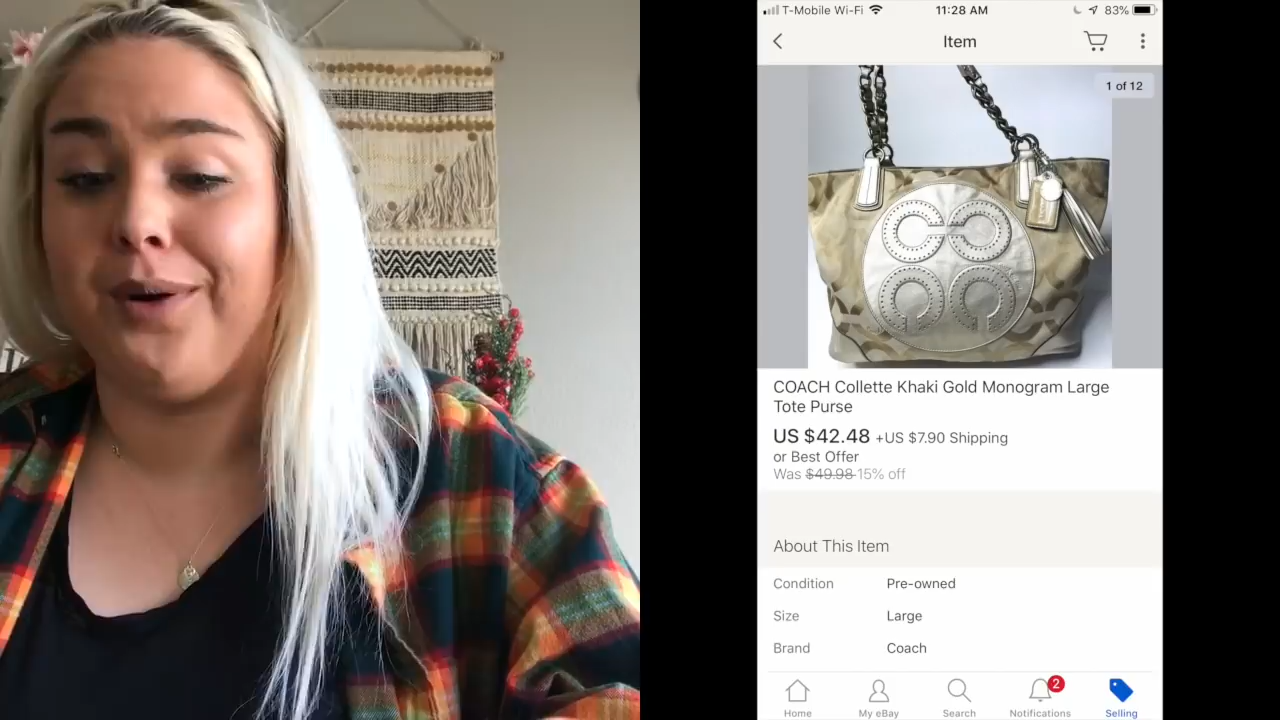 T-Mobile Wi-Fi 11:28 AM 83%
Item
1 of 12
COACH Collette Khaki Gold Monogram Large
Tote Purse
US $42.48 +US $7.90 Shipping
or Best Offer
Was $49.98 15% off
About This Item
Condition Pre-owned
Size Large
Brand Coach
2
Home My eBay Search Notifications Selling